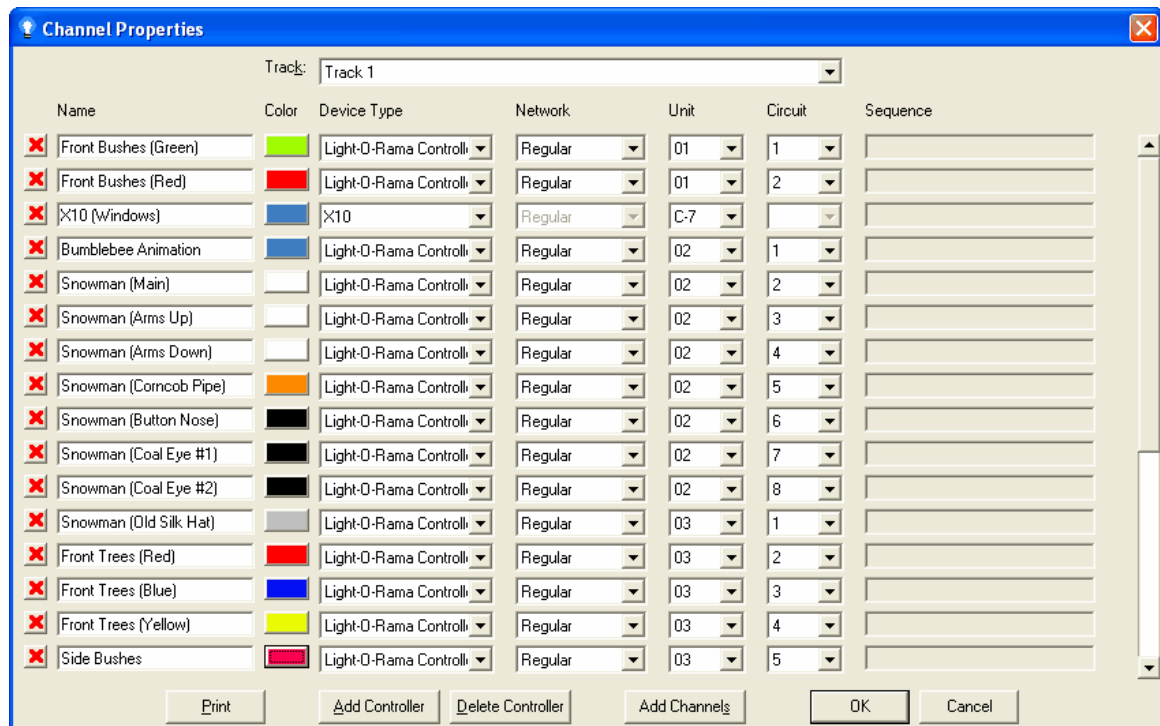 Channel Properties
Track: Track 1
Name Color Device Type Network Unit Circuit Sequence
Front Bushes (Green) Light-O-Rama Controll Regular 01 1
Front Bushes (Red) Light-O-Rama Controll Regular 01 2
X10 (Windows) X10 Regular C-7
Bumblebee Animation Light-O-Rama Controll Regular 02 1
Snowman (Main) Light-O-Rama Controll Regular 02 2
Snowman (Arms Up) Light-O-Rama Controll Regular 02 3
Snowman (Arms Down) Light-O-Rama Controll Regular 02 4
Snowman (Corncob Pipe) Light-O-Rama Controll Regular 02 5
Snowman (Button Nose) Light-O-Rama Controll Regular 02 6
Snowman (Coal Eye #1) Light-O-Rama Controll Regular 02 7
Snowman (Coal Eye #2) Light-O-Rama Controll Regular 02 8
Snowman (Old Silk Hat) Light-O-Rama Controll Regular 03 1
Front Trees (Red) Light-O-Rama Controll Regular 03 2
Front Trees (Blue) Light-O-Rama Controll Regular 03 3
Front Trees (Yellow) Light-O-Rama Controll Regular 03 4
Side Bushes Light-O-Rama Controll Regular 03 5
Print Add Controller Delete Controller Add Channels OK Cancel